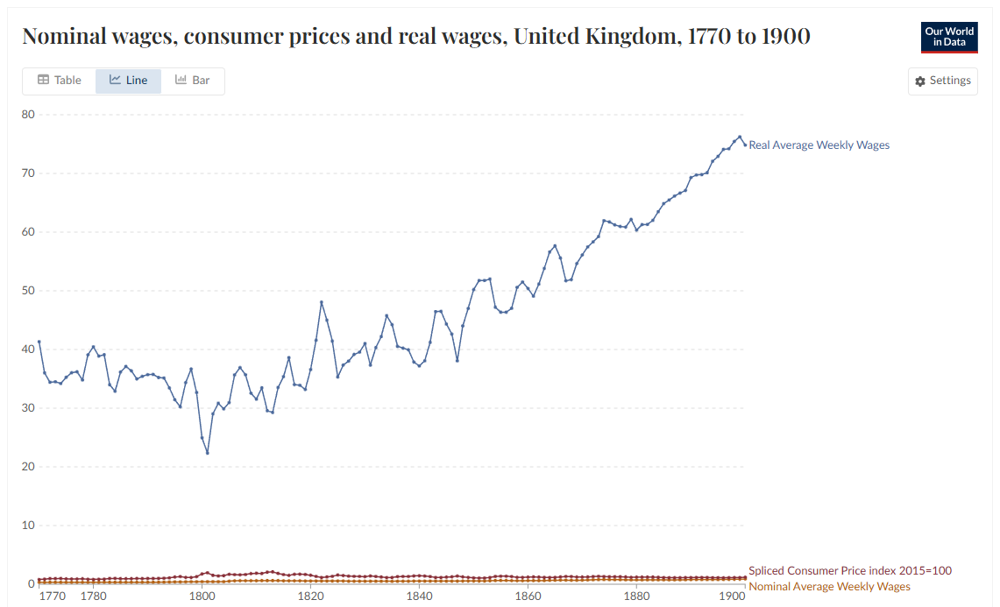 Nominal wages, consumer prices and real wages, United Kingdom, 1770 to 1900
Our World
in Data
Table
Line
Bar
Settings
80
70
60
50
40
30
20
10
0
Real Average Weekly Wages
Spliced Consumer Price index 2015=100
Nominal Average Weekly Wages
1770 1780 1800 1820 1840 1860 1880 1900